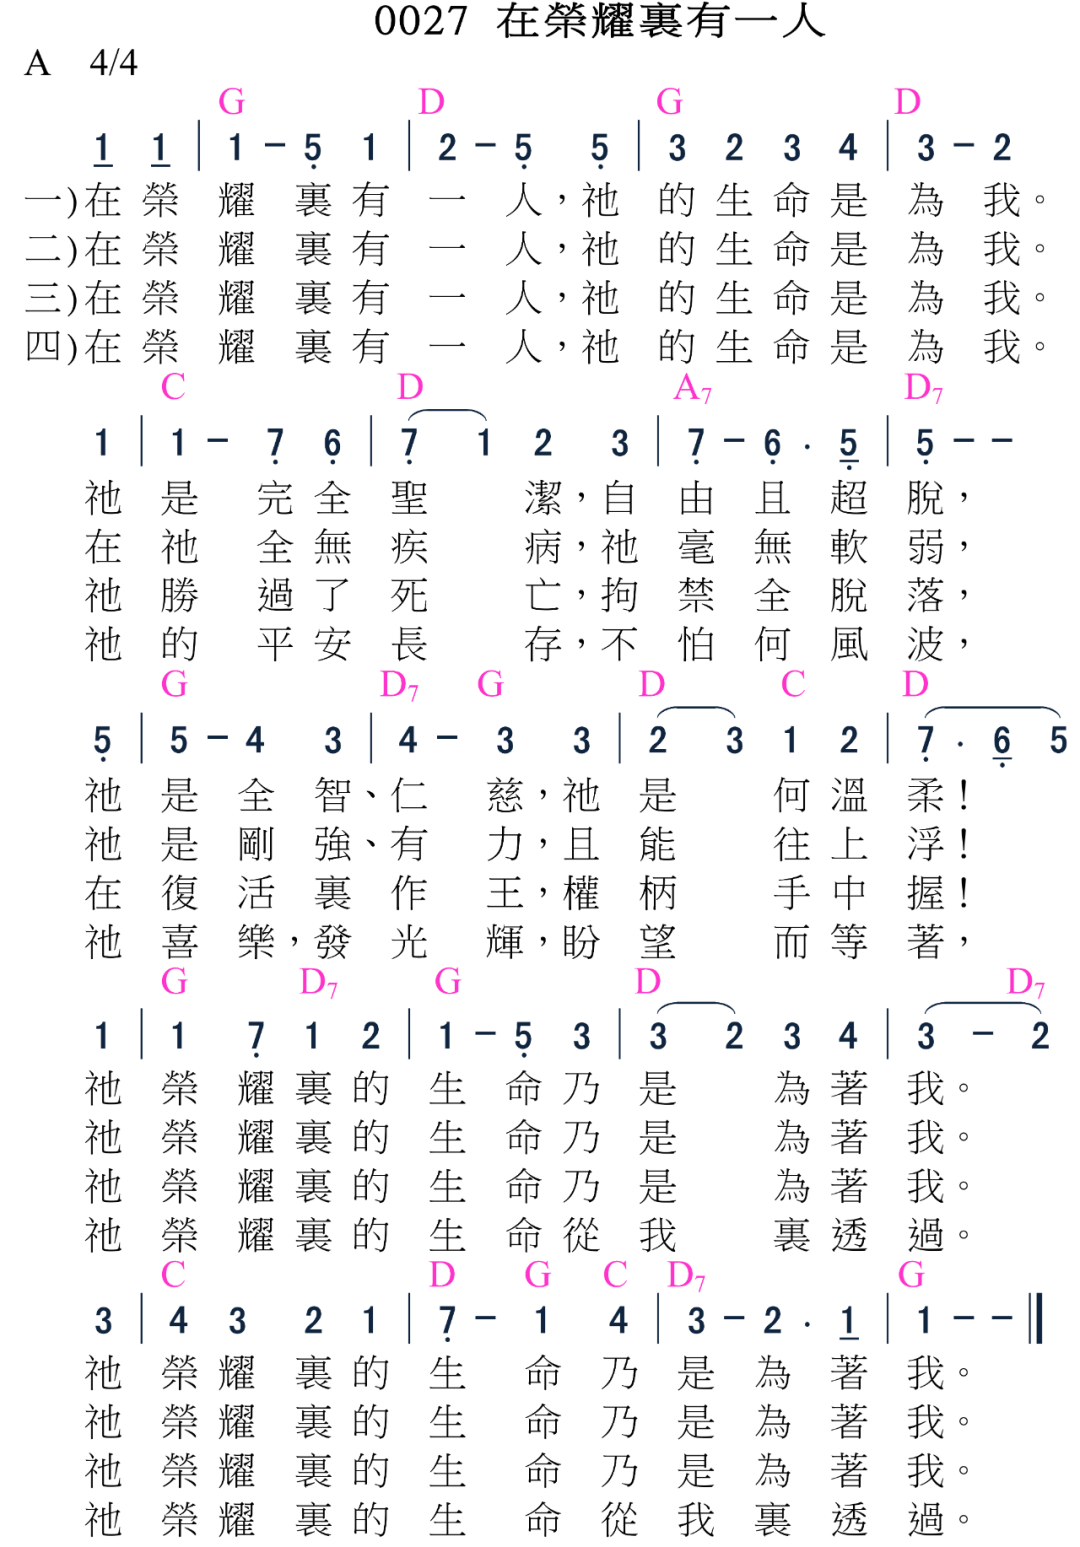 0027 在榮耀裏有一人
A 4/4
G D G D
1 1 | 1 - 5 1 | 2 - 5 5 | 3 2 3 4 | 3 - 2
一)在榮耀裏有一人，祂的生命是為我。
二)在榮耀裏有一人，祂的生命是為我。
三)在榮耀裏有一人，祂的生命是為我。
四)在榮耀裏有一人，祂的生命是為我。
C D A7 D7
1 | 1 - 7 6 | 7 1 2 3 | 7 - 6 . 5 | 5 - -
祂是完全聖潔，自由且超脫，
在祂全無疾病，祂毫無軟弱，
祂勝過了死亡，拘禁全脫落，
祂的平安長存，不怕何風波，
G D7 G D C D
5 | 5 - 4 3 | 4 - 3 3 | 2 3 1 2 | 7 . 6 5
祂是全智、仁慈，祂是何溫柔！
祂是剛強、有力，且能往上浮！
在復活裏作王，權柄手中握！
祂喜樂，發光輝，盼望而等著，
G D7 G D D7
1 | 1 7 1 2 | 1 - 5 3 | 3 2 3 4 | 3 - 2
祂榮耀裏的生命乃是為著我。
祂榮耀裏的生命乃是為著我。
祂榮耀裏的生命乃是為著我。
祂榮耀裏的生命從我裏透過。
C D G C D7 G
3 | 4 3 2 1 | 7 - 1 4 | 3 - 2 . 1 | 1 - - ||
祂榮耀裏的生命乃是為著我。
祂榮耀裏的生命乃是為著我。
祂榮耀裏的生命乃是為著我。
祂榮耀裏的生命從我裏透過。